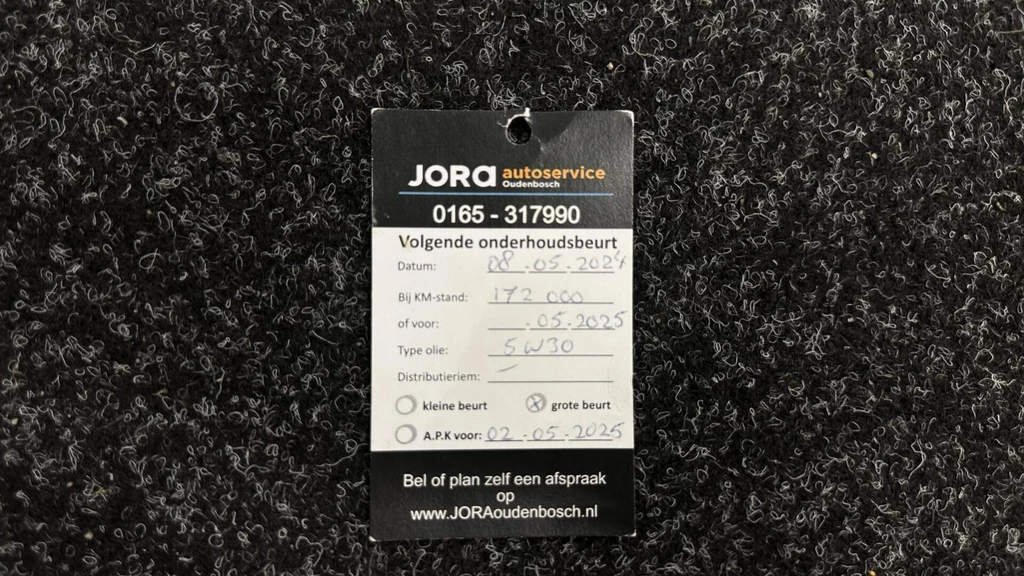 JORa autoservice
Oudenbosch
0165 - 317990
Volgende onderhoudsbeurt
Datum: 08.05.2024
Bij KM-stand: 172 000
of voor: .05.2025
Type olie: 5W30
Distributieriem: –
kleine beurt ⓧ grote beurt
A.P.K voor: 02.05.2025
Bel of plan zelf een afspraak
op
www.JORAoudenbosch.nl